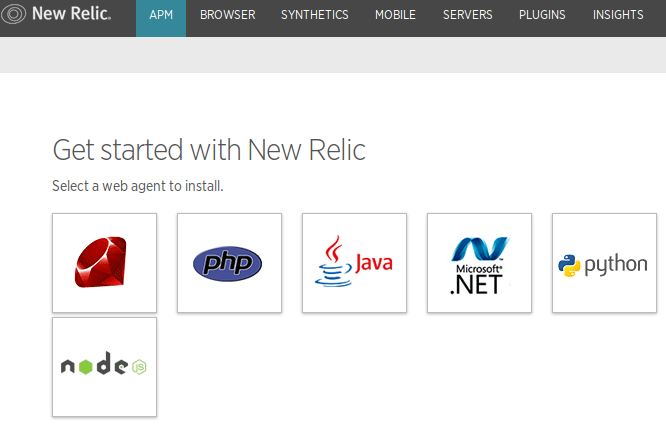 New Relic. APM BROWSER SYNTHETICS MOBILE SERVERS PLUGINS INSIGHTS
Get started with New Relic
Select a web agent to install.
php Java Microsoft® .NET python
node JS